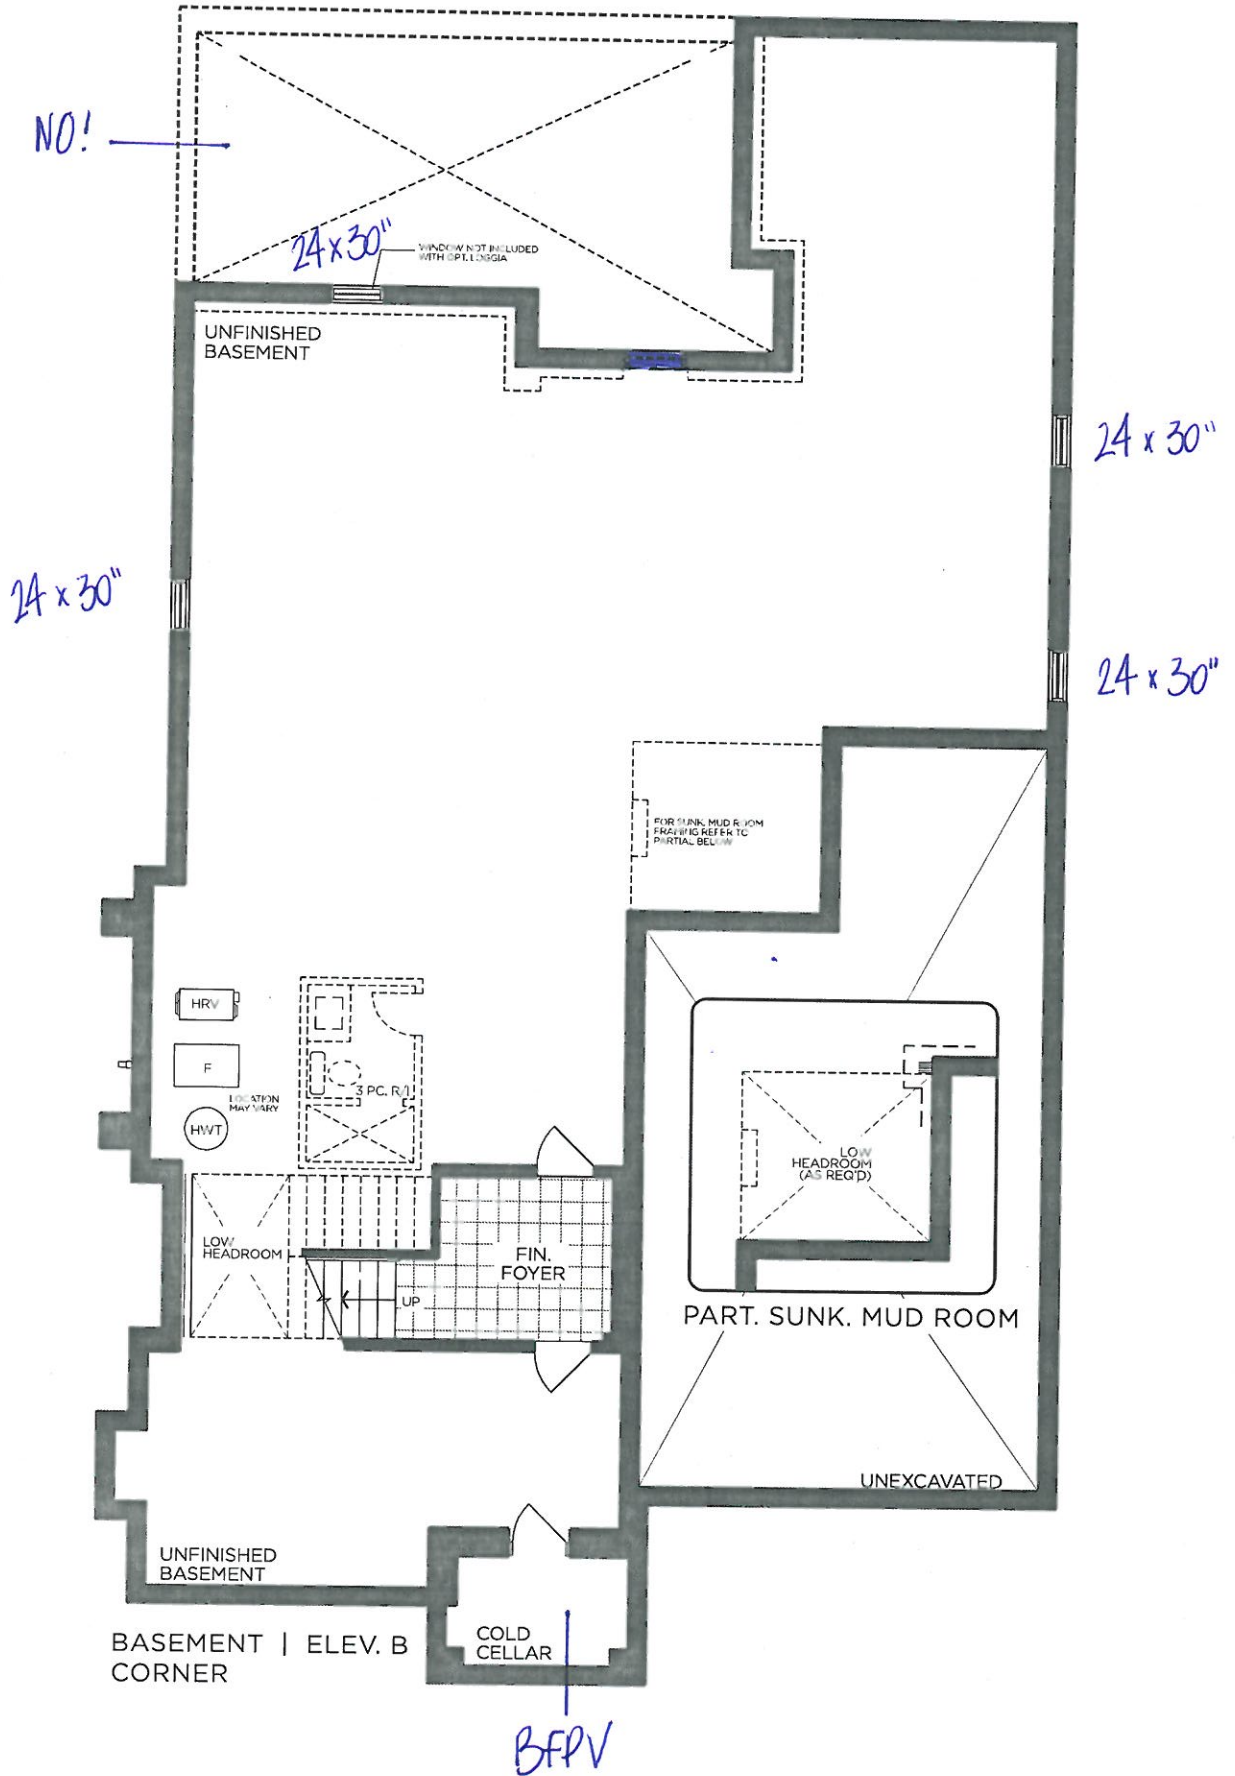 NO!
24 x 30"
WINDOW NOT INCLUDED
WITH OPT. LOGGIA
UNFINISHED
BASEMENT
24 x 30"
24 x 30"
24 x 30"
FOR SUNK. MUD ROOM
FRAMING REFER TO
PARTIAL BELOW
HRV
F
LOCATION
MAY VARY
HWT
3 PC. R/I
LOW
HEADROOM
(AS REQ'D)
LOW
HEADROOM
FIN.
FOYER
UP
PART. SUNK. MUD ROOM
UNEXCAVATED
UNFINISHED
BASEMENT
COLD
CELLAR
BASEMENT | ELEV. B
CORNER
BFPV